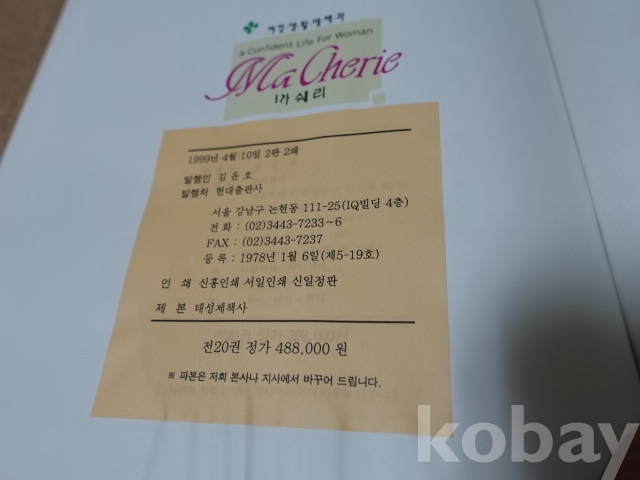 여성생활백과
a Confident Life For Woman
Ma Cherie
마쉐리
1999년 4월 10일 2판 2쇄
발행인 김윤호
발행처 현대출판사
서울 강남구 논현동 111-25(IQ빌딩 4층)
전화 : (02)3443-7233~6
FAX : (02)3443-7237
등록 : 1978년 1월 6일(제5-19호)
인 쇄 신흥인쇄 서일인쇄 신일정판
제 본 태성제책사
전20권 정가 488,000 원
※ 파본은 저희 본사나 지사에서 바꾸어 드립니다.
kobay